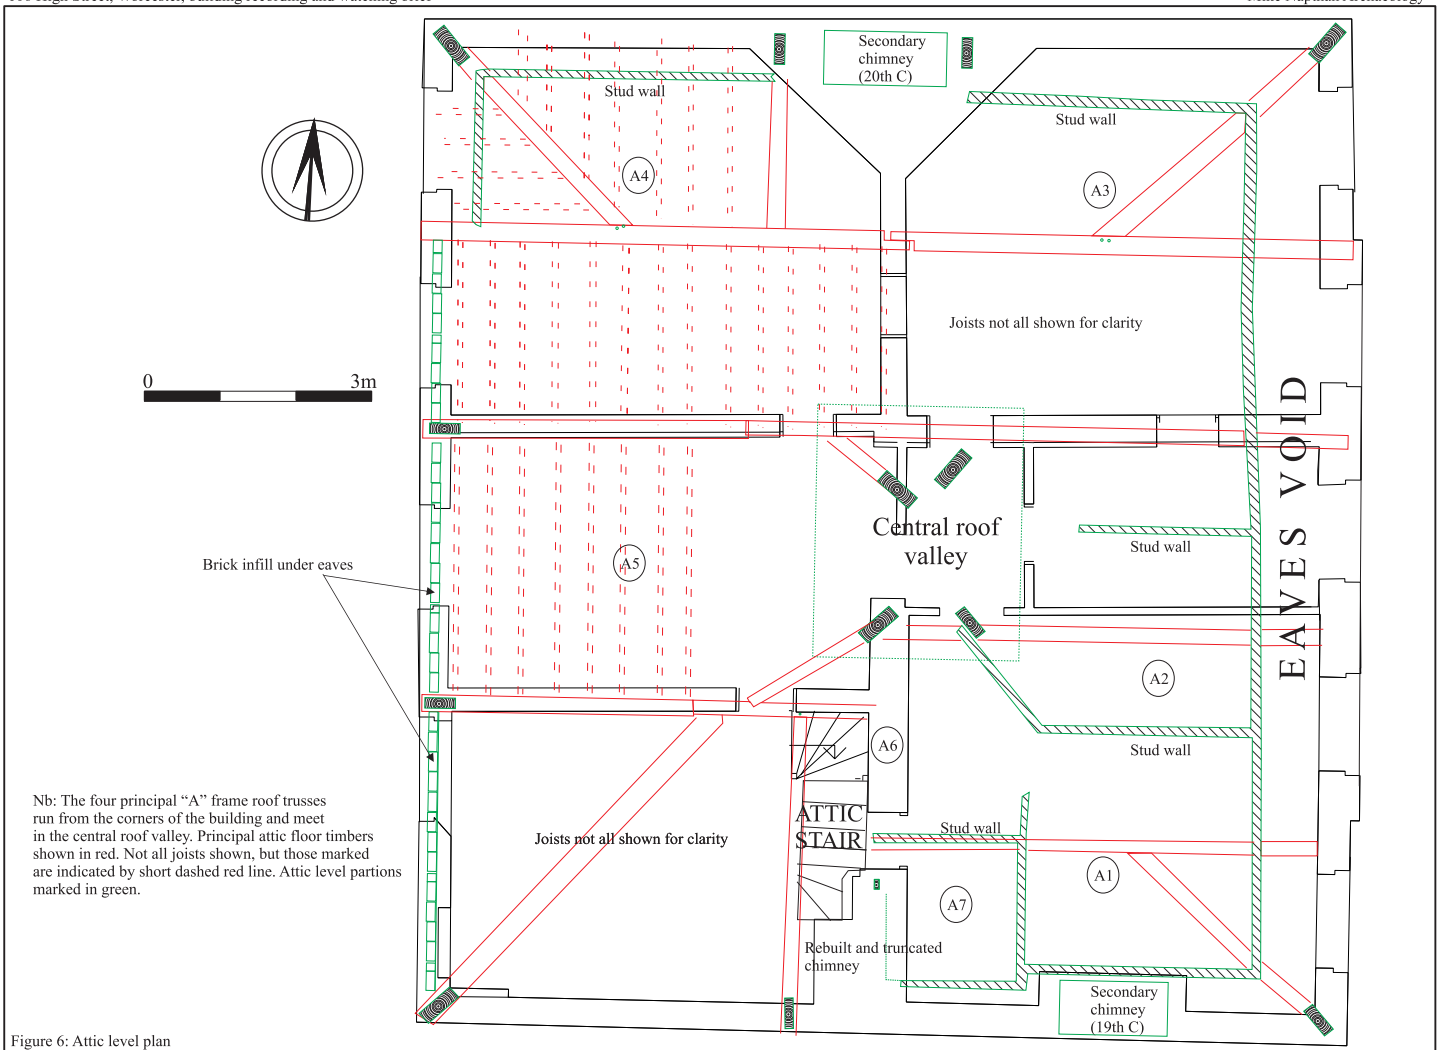 Secondary
chimney
(20th C)
Stud wall
Stud wall
A4
A3
Joists not all shown for clarity
0 3m
EAVES VOID
Central roof
valley
Stud wall
Brick infill under eaves
A5
A2
A6
Stud wall
Nb: The four principal “A” frame roof trusses
run from the corners of the building and meet
in the central roof valley. Principal attic floor timbers
shown in red. Not all joists shown, but those marked
are indicated by short dashed red line. Attic level partions
marked in green.
Joists not all shown for clarity
ATTIC
STAIR
Stud wall
A1
A7
Rebuilt and truncated
chimney
Secondary
chimney
(19th C)
Figure 6: Attic level plan